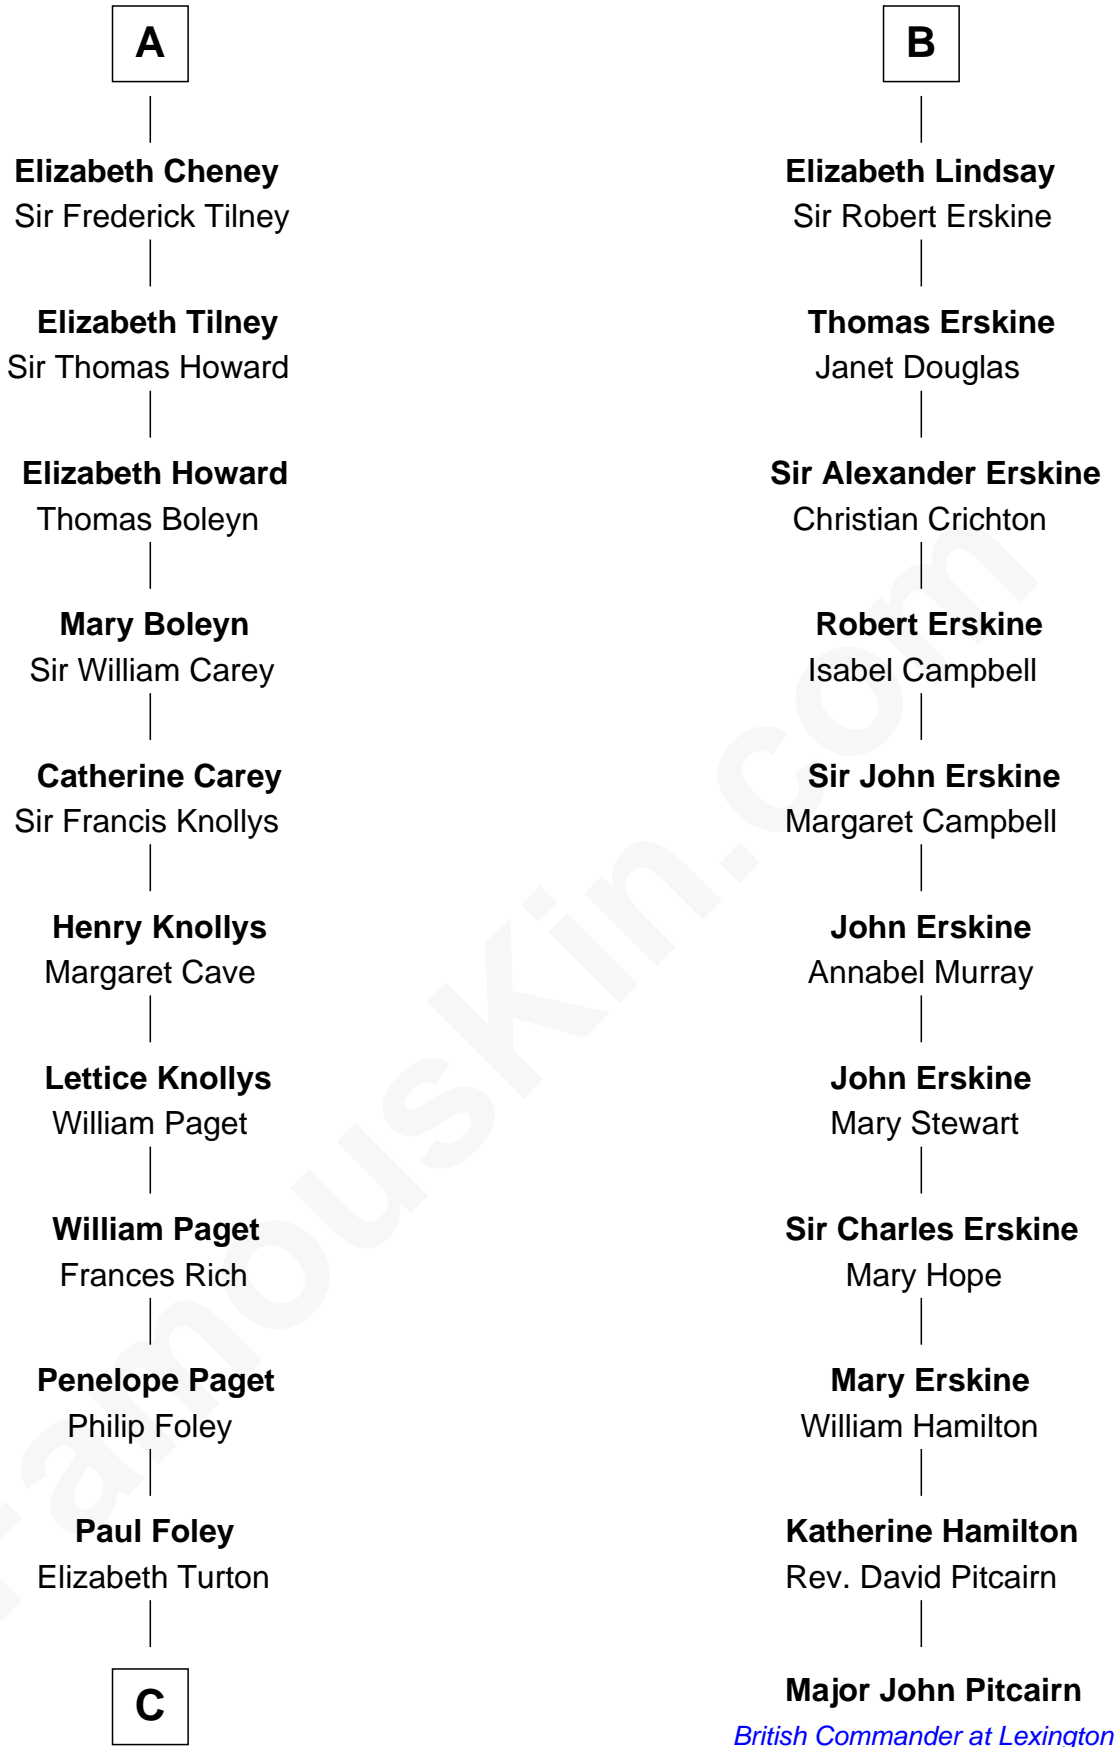 A
Elizabeth Cheney
Sir Frederick Tilney
Elizabeth Tilney
Sir Thomas Howard
Elizabeth Howard
Thomas Boleyn
Mary Boleyn
Sir William Carey
Catherine Carey
Sir Francis Knollys
Henry Knollys
Margaret Cave
Lettice Knollys
William Paget
William Paget
Frances Rich
Penelope Paget
Philip Foley
Paul Foley
Elizabeth Turton
C
B
Elizabeth Lindsay
Sir Robert Erskine
Thomas Erskine
Janet Douglas
Sir Alexander Erskine
Christian Crichton
Robert Erskine
Isabel Campbell
Sir John Erskine
Margaret Campbell
John Erskine
Annabel Murray
John Erskine
Mary Stewart
Sir Charles Erskine
Mary Hope
Mary Erskine
William Hamilton
Katherine Hamilton
Rev. David Pitcairn
Major John Pitcairn
British Commander at Lexington
FamousKin.com